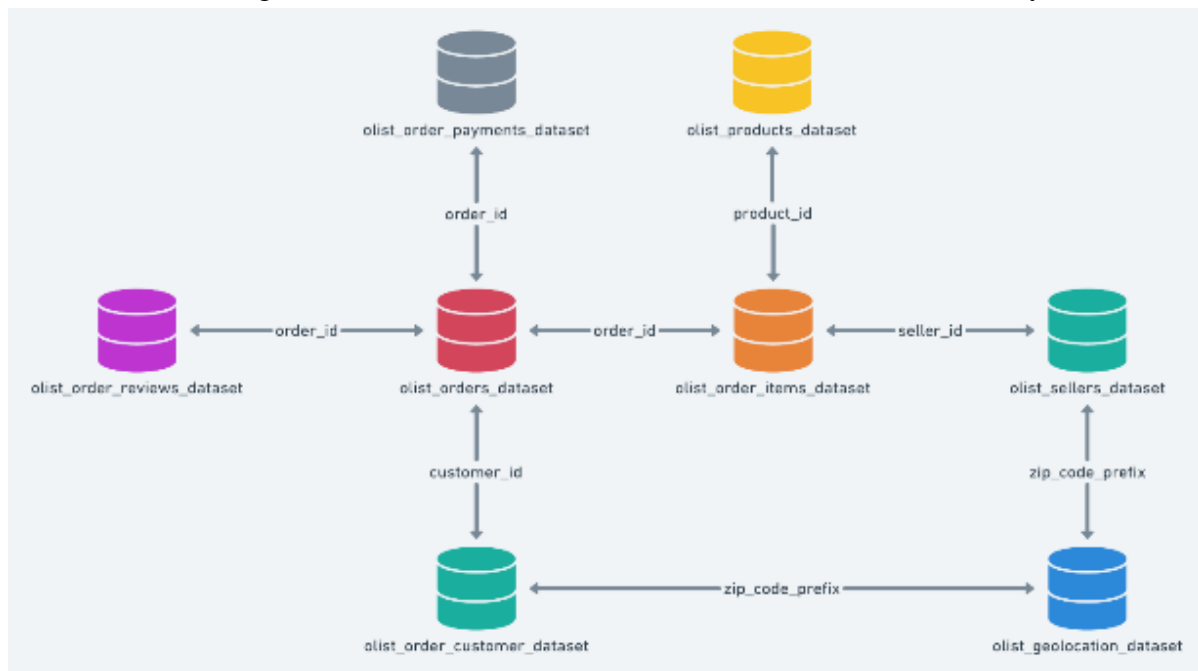 olist_order_payments_dataset
olist_products_dataset
order_id
product_id
order_id
order_id
seller_id
olist_order_reviews_dataset
olist_orders_dataset
olist_order_items_dataset
olist_sellers_dataset
customer_id
zip_code_prefix
zip_code_prefix
olist_order_customer_dataset
olist_geolocation_dataset